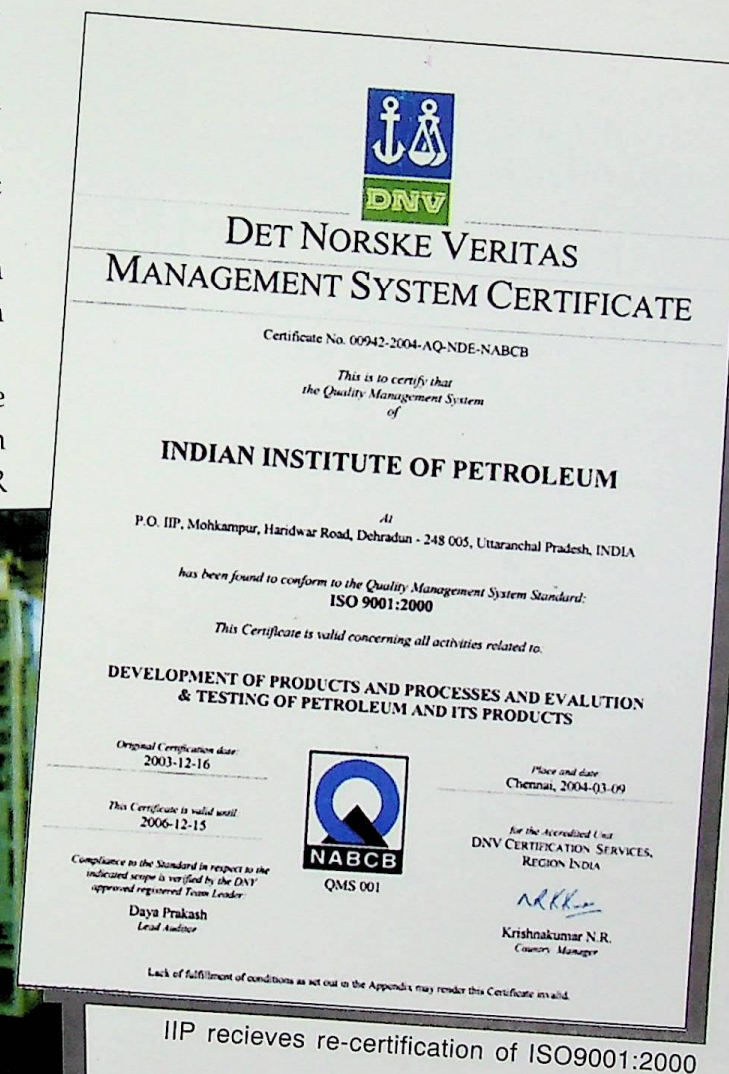 DNV
DET NORSKE VERITAS
MANAGEMENT SYSTEM CERTIFICATE
Certificate No. 00942-2004-AQ-NDE-NABCB
This is to certify that
the Quality Management System
of
INDIAN INSTITUTE OF PETROLEUM
At
P.O. IIP, Mohkampur, Haridwar Road, Dehradun - 248 005, Uttaranchal Pradesh, INDIA
has been found to conform to the Quality Management System Standard:
ISO 9001:2000
This Certificate is valid concerning all activities related to:
DEVELOPMENT OF PRODUCTS AND PROCESSES AND EVALUTION
& TESTING OF PETROLEUM AND ITS PRODUCTS
Original Certification date:
2003-12-16
This Certificate is valid until
2006-12-15
Compliance to the Standard in respect to the
indicated scope is verified by the DNV
approved registered Team Leader:
Daya Prakash
Lead Auditor
NABCB
QMS 001
Place and date
Chennai, 2004-03-09
for the Accredited Unit
DNV CERTIFICATION SERVICES,
REGION INDIA
Krishnakumar N.R.
Country Manager
Lack of fulfillment of conditions as set out in the Appendix may render this Certificate invalid.
IIP recieves re-certification of ISO9001:2000